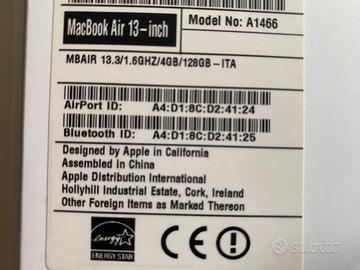 MacBook Air 13-inch
Model No: A1466
MBAIR 13.3/1.6GHZ/4GB/128GB-ITA
AirPort ID: A4:D1:8C:D2:41:24
Bluetooth ID: A4:D1:8C:D2:41:25
Designed by Apple in California
Assembled in China
Apple Distribution International
Hollyhill Industrial Estate, Cork, Ireland
Other Foreign Items as Marked Thereon
energy
ENERGY STAR
CE
subito